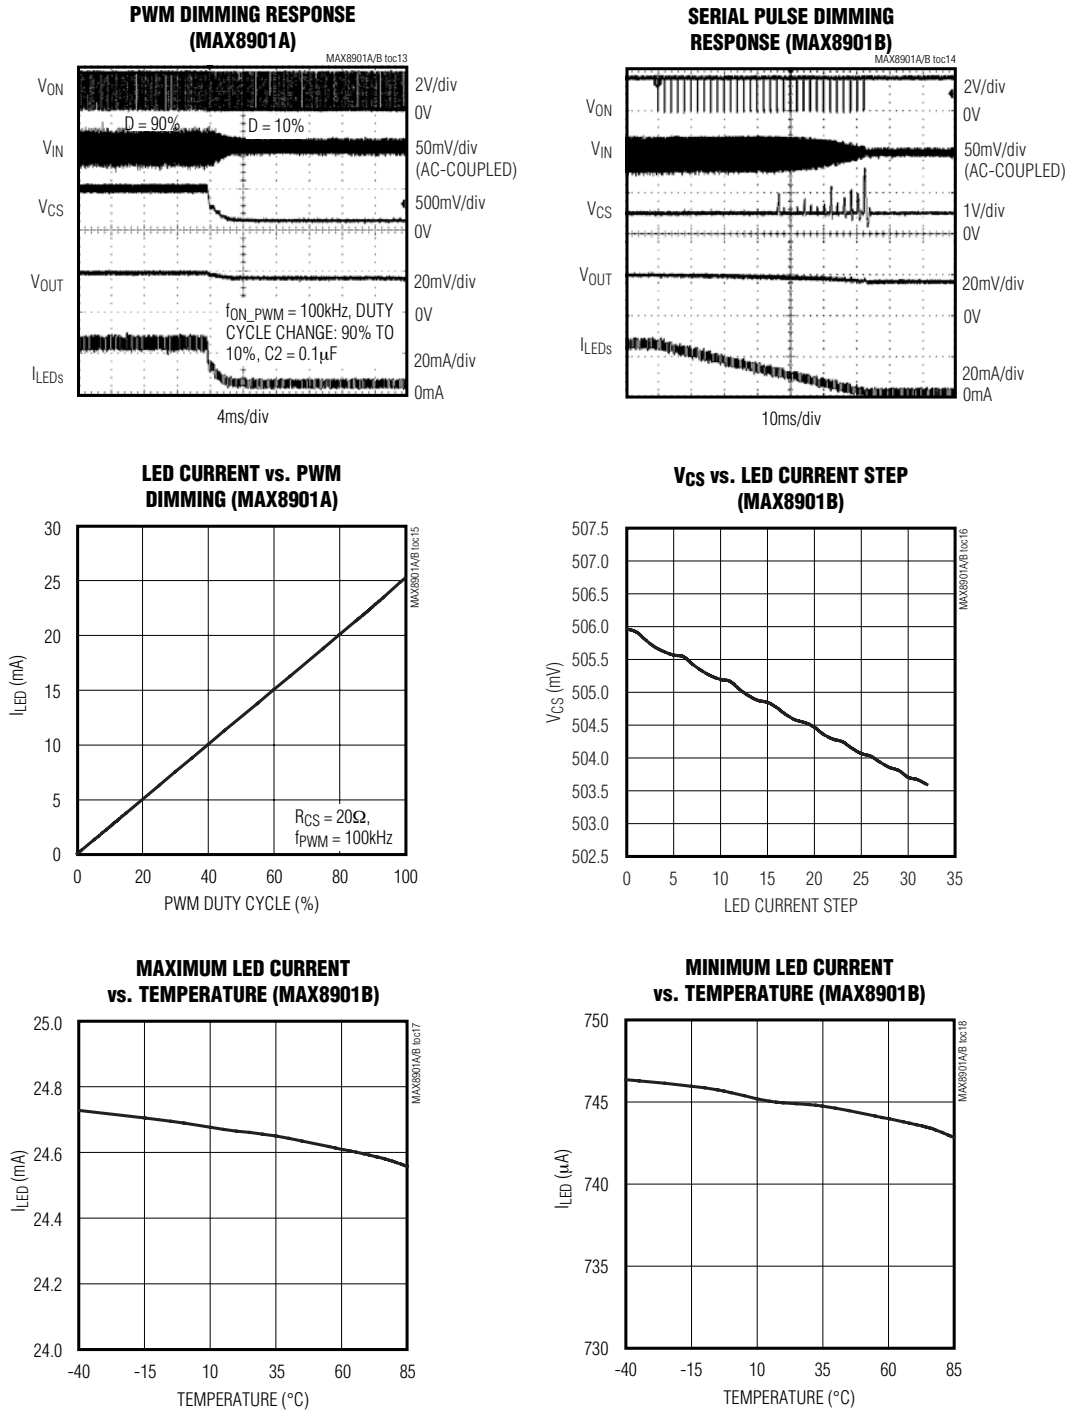 PWM DIMMING RESPONSE
(MAX8901A)
MAX8901A/B toc13
VON
2V/div
0V
D = 90%
D = 10%
VIN
50mV/div
(AC-COUPLED)
VCS
500mV/div
0V
VOUT
20mV/div
0V
fON_PWM = 100kHz, DUTY
CYCLE CHANGE: 90% TO
10%, C2 = 0.1μF
ILEDs
20mA/div
0mA
4ms/div
SERIAL PULSE DIMMING
RESPONSE (MAX8901B)
MAX8901A/B toc14
VON
2V/div
0V
VIN
50mV/div
(AC-COUPLED)
VCS
1V/div
0V
VOUT
20mV/div
0V
ILEDs
20mA/div
0mA
10ms/div
LED CURRENT vs. PWM
DIMMING (MAX8901A)
MAX8901A/B toc15
ILED (mA)
30
25
20
15
10
5
0
RCS = 20Ω,
fPWM = 100kHz
0 20 40 60 80 100
PWM DUTY CYCLE (%)
VCS vs. LED CURRENT STEP
(MAX8901B)
MAX8901A/B toc16
VCS (mV)
507.5
507.0
506.5
506.0
505.5
505.0
504.5
504.0
503.5
503.0
502.5
0 5 10 15 20 25 30 35
LED CURRENT STEP
MAXIMUM LED CURRENT
vs. TEMPERATURE (MAX8901B)
MAX8901A/B toc17
ILED (mA)
25.0
24.8
24.6
24.4
24.2
24.0
-40 -15 10 35 60 85
TEMPERATURE (°C)
MINIMUM LED CURRENT
vs. TEMPERATURE (MAX8901B)
MAX8901A/B toc18
ILED (μA)
750
745
740
735
730
-40 -15 10 35 60 85
TEMPERATURE (°C)